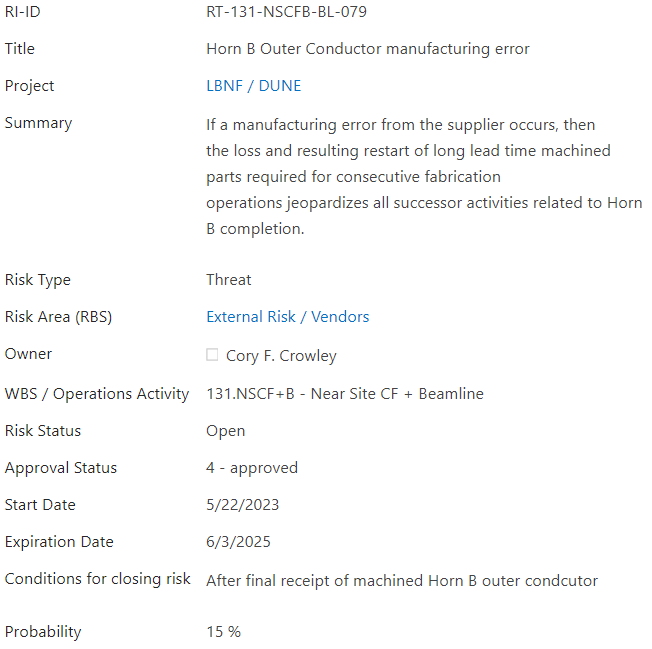 RI-ID RT-131-NSCFB-BL-079
Title Horn B Outer Conductor manufacturing error
Project LBNF / DUNE
Summary If a manufacturing error from the supplier occurs, then
the loss and resulting restart of long lead time machined
parts required for consecutive fabrication
operations jeopardizes all successor activities related to Horn
B completion.
Risk Type Threat
Risk Area (RBS) External Risk / Vendors
Owner Cory F. Crowley
WBS / Operations Activity 131.NSCF+B - Near Site CF + Beamline
Risk Status Open
Approval Status 4 - approved
Start Date 5/22/2023
Expiration Date 6/3/2025
Conditions for closing risk After final receipt of machined Horn B outer condcutor
Probability 15 %